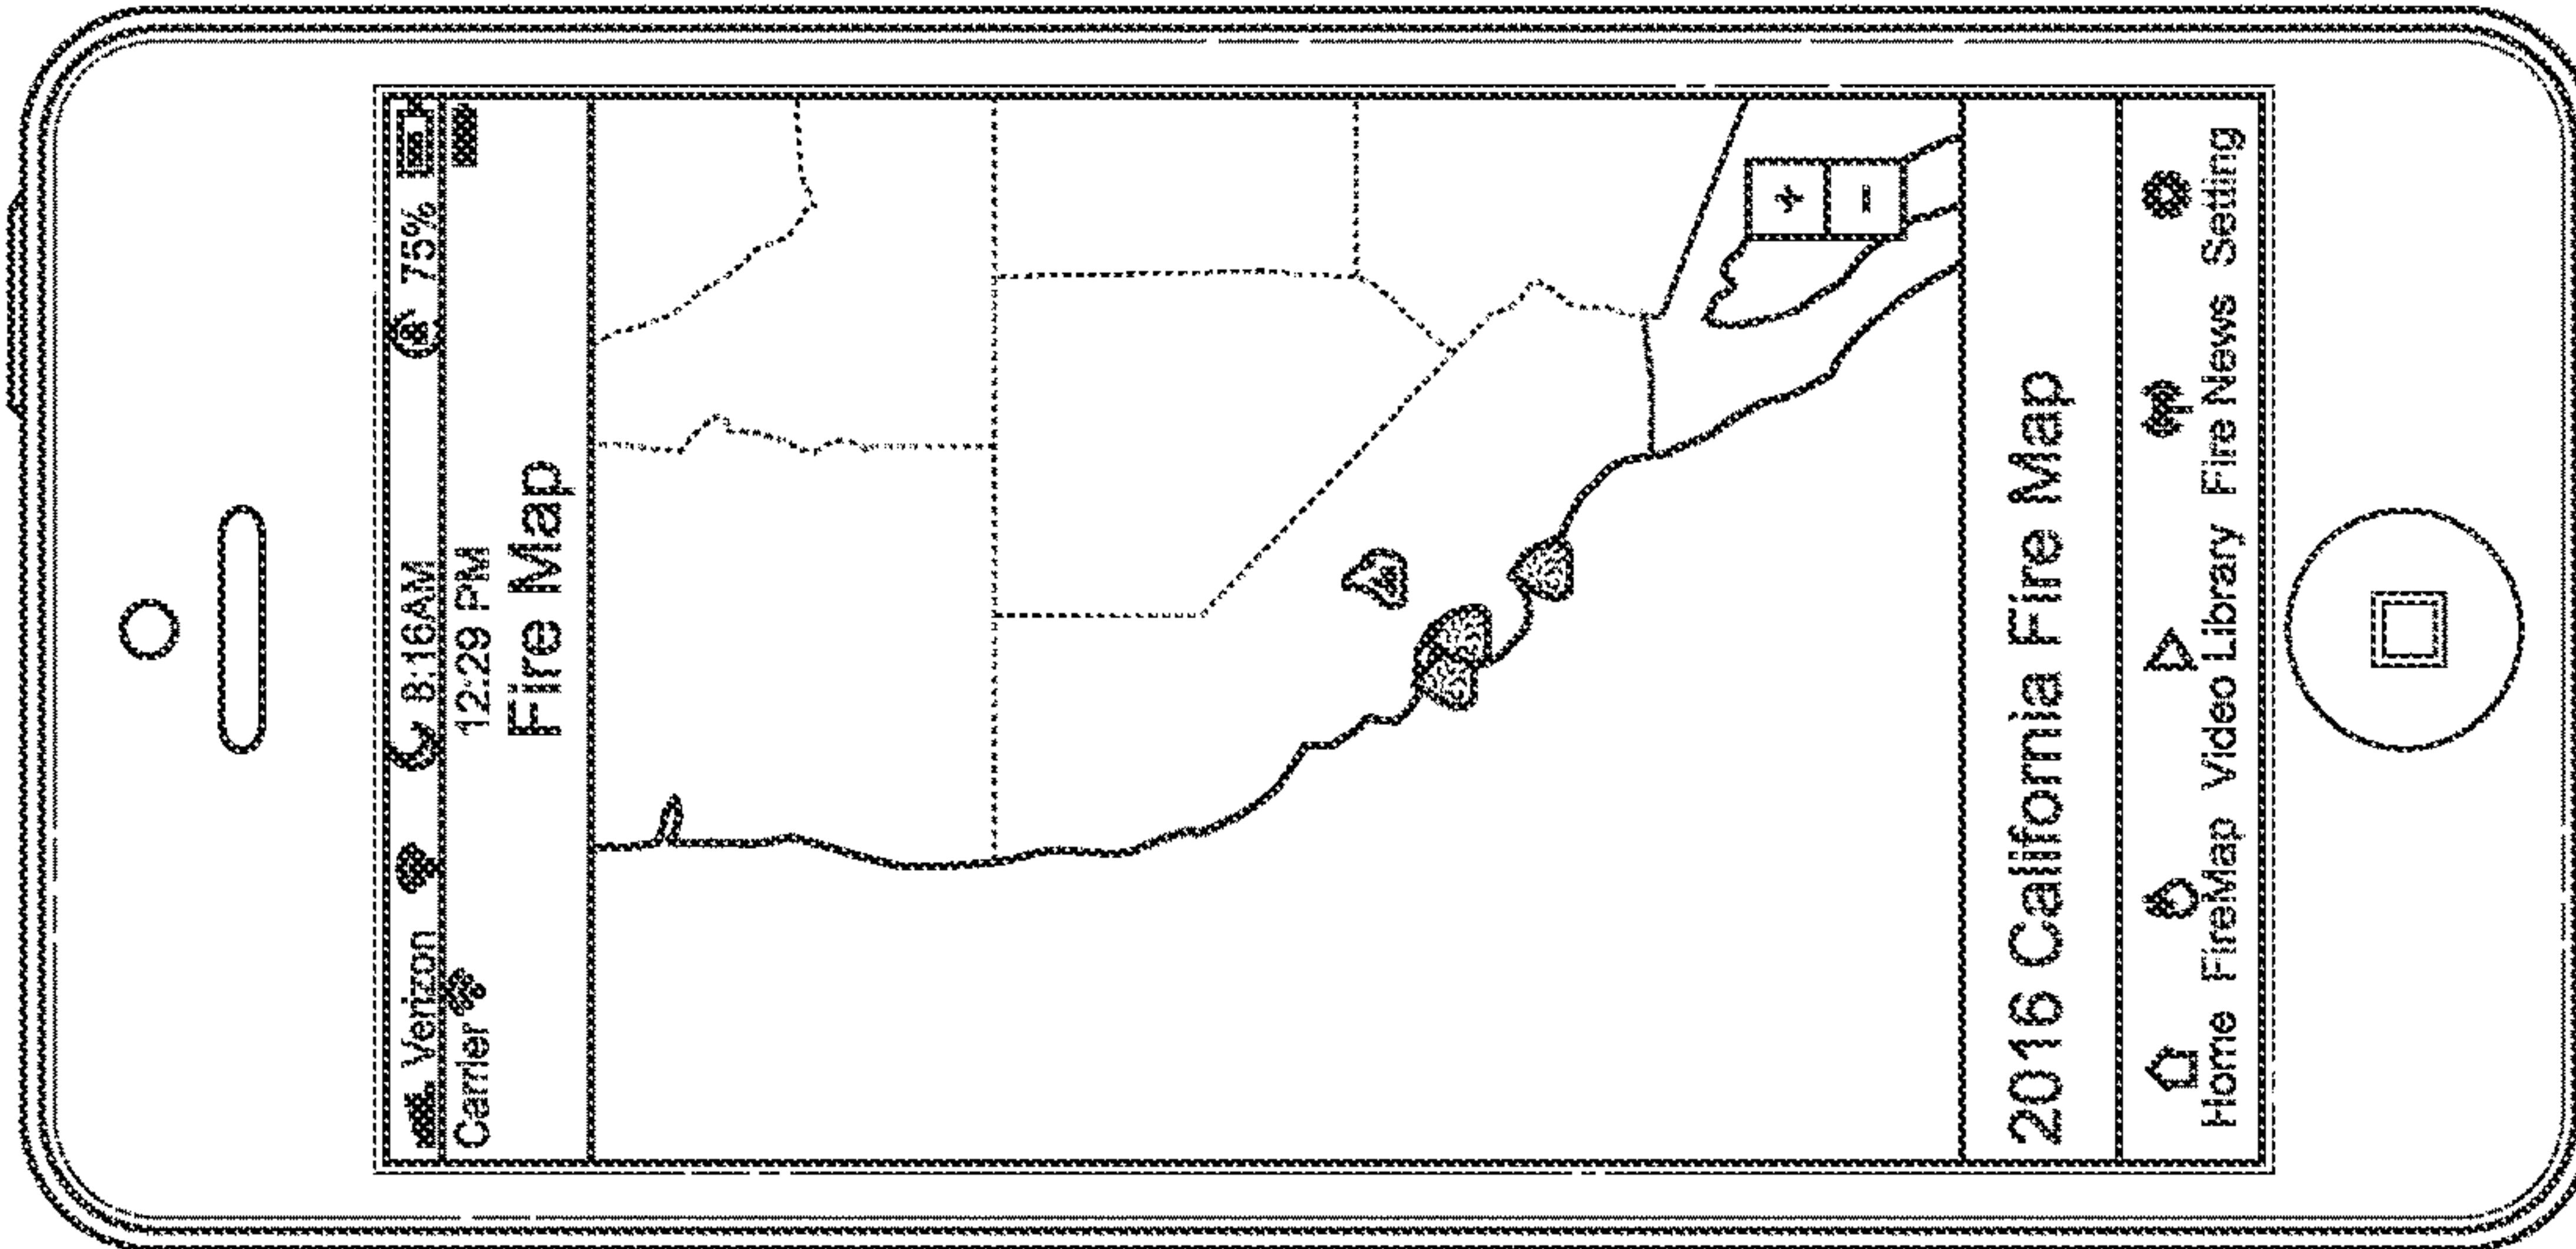 Verizon 8:16AM 75%
Carrier
12:29 PM
Fire Map
+
−
2016 California Fire Map
Home FireMap Video Library Fire News Setting